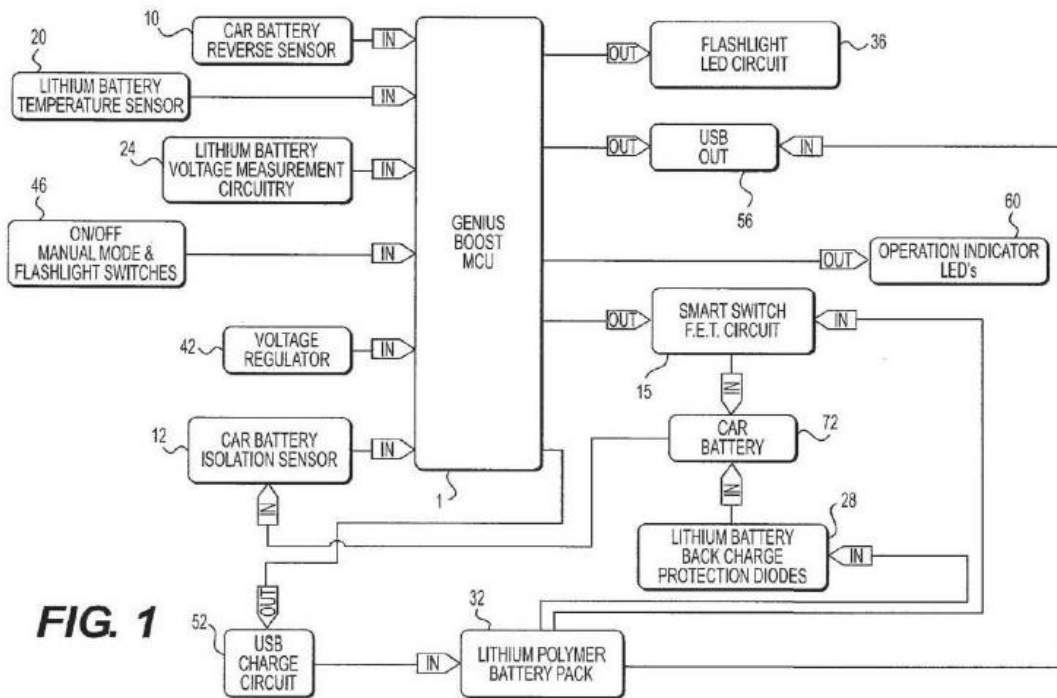 10
CAR BATTERY
REVERSE SENSOR
IN
20
LITHIUM BATTERY
TEMPERATURE SENSOR
IN
24
LITHIUM BATTERY
VOLTAGE MEASUREMENT
CIRCUITRY
IN
46
ON/OFF
MANUAL MODE &
FLASHLIGHT SWITCHES
IN
42
VOLTAGE
REGULATOR
IN
12
CAR BATTERY
ISOLATION SENSOR
IN
IN
GENIUS
BOOST
MCU
1
OUT
FLASHLIGHT
LED CIRCUIT
36
OUT
USB
OUT
IN
56
OUT
OPERATION INDICATOR
LED's
60
OUT
SMART SWITCH
F.E.T. CIRCUIT
IN
15
IN
CAR
BATTERY
72
IN
28
LITHIUM BATTERY
BACK CHARGE
PROTECTION DIODES
IN
OUT
FIG. 1
52
USB
CHARGE
CIRCUIT
IN
32
LITHIUM POLYMER
BATTERY PACK